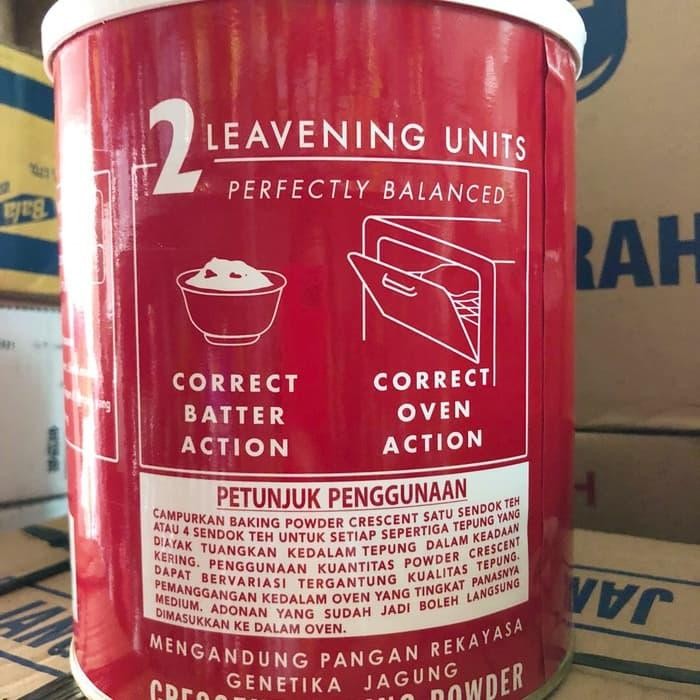 2 LEAVENING UNITS
PERFECTLY BALANCED
CORRECT
BATTER
ACTION
CORRECT
OVEN
ACTION
PETUNJUK PENGGUNAAN
CAMPURKAN BAKING POWDER CRESCENT SATU SENDOK TEH
ATAU 4 SENDOK TEH UNTUK SETIAP SEPERTIGA TEPUNG YANG
DIAYAK TUANGKAN KEDALAM TEPUNG DALAM KEADAAN
KERING. PENGGUNAAN KUANTITAS POWDER CRESCENT
DAPAT BERVARIASI TERGANTUNG KUALITAS TEPUNG.
PEMANGGANGAN KEDALAM OVEN YANG TINGKAT PANASNYA
MEDIUM. ADONAN YANG SUDAH JADI BOLEH LANGSUNG
DIMASUKKAN KE DALAM OVEN.
MENGANDUNG PANGAN REKAYASA
GENETIKA JAGUNG
POWDER
RAH